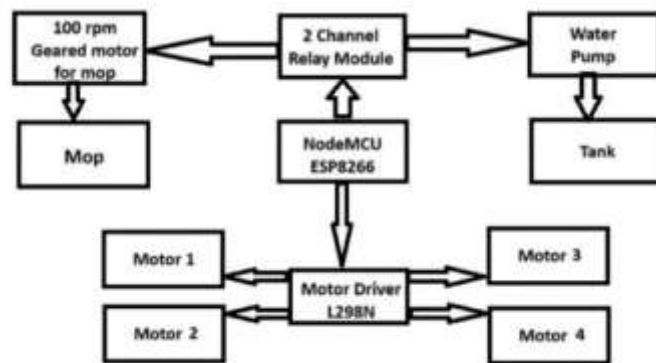 100 rpm
Geared motor
for mop
2 Channel
Relay Module
Water
Pump
Mop
NodeMCU
ESP8266
Tank
Motor 1
Motor 3
Motor Driver
L298N
Motor 2
Motor 4